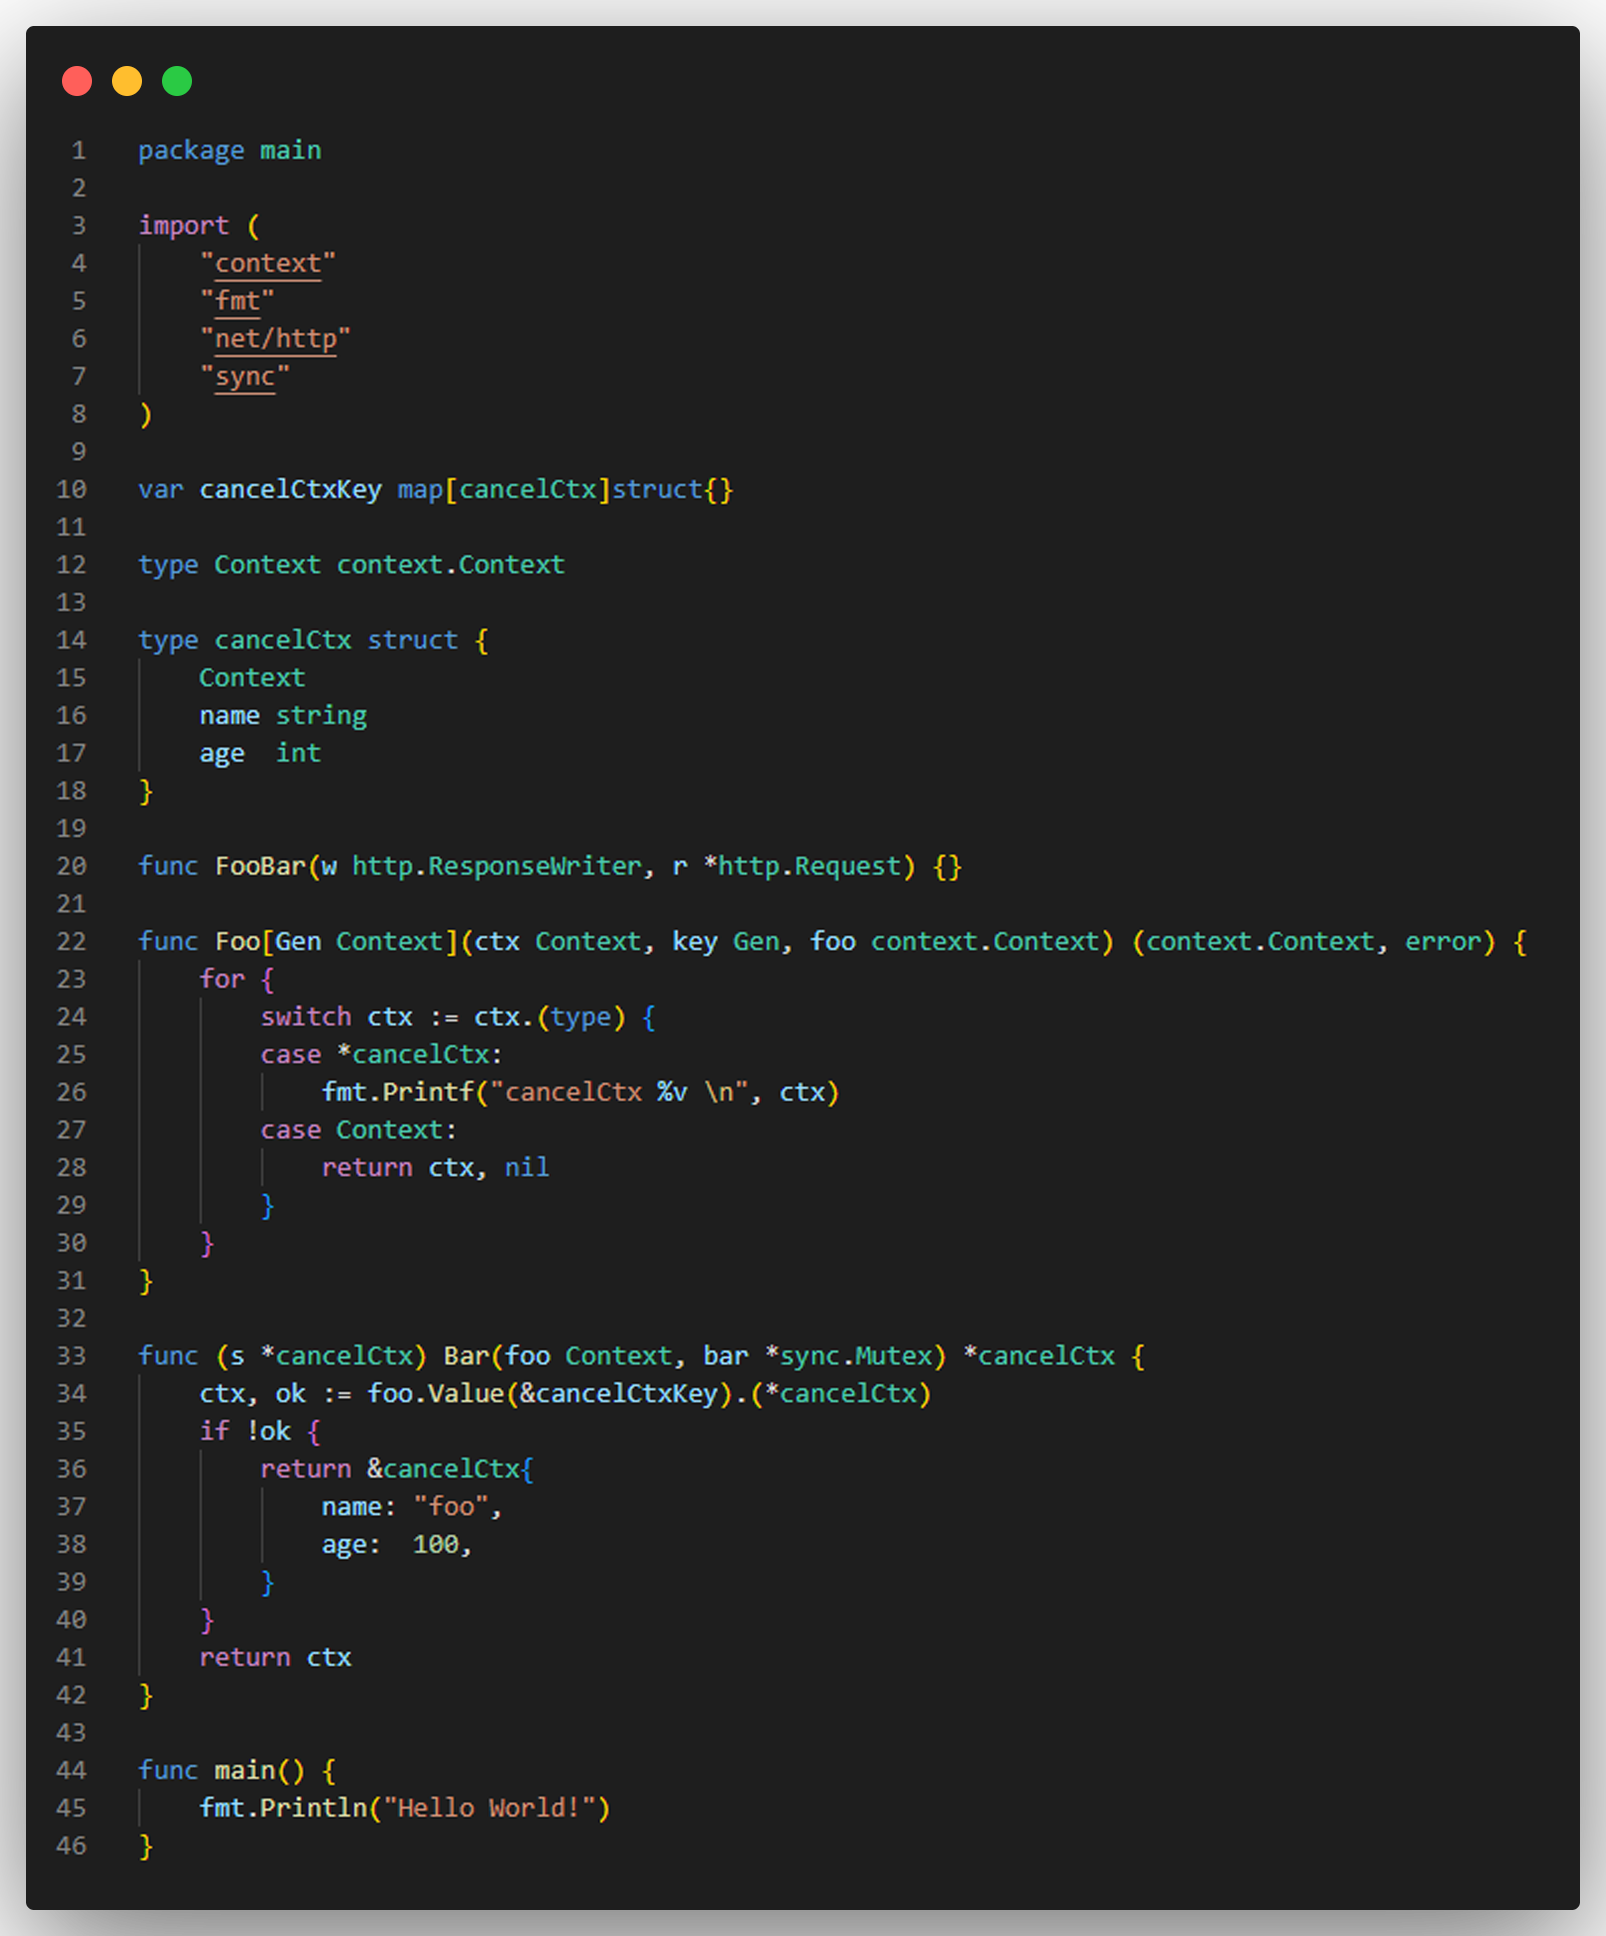 1 package main
2
3 import (
4     "context"
5     "fmt"
6     "net/http"
7     "sync"
8 )
9
10 var cancelCtxKey map[cancelCtx]struct{}
11
12 type Context context.Context
13
14 type cancelCtx struct {
15     Context
16     name string
17     age  int
18 }
19
20 func FooBar(w http.ResponseWriter, r *http.Request) {}
21
22 func Foo[Gen Context](ctx Context, key Gen, foo context.Context) (context.Context, error) {
23     for {
24         switch ctx := ctx.(type) {
25         case *cancelCtx:
26             fmt.Printf("cancelCtx %v \n", ctx)
27         case Context:
28             return ctx, nil
29         }
30     }
31 }
32
33 func (s *cancelCtx) Bar(foo Context, bar *sync.Mutex) *cancelCtx {
34     ctx, ok := foo.Value(&cancelCtxKey).(*cancelCtx)
35     if !ok {
36         return &cancelCtx{
37             name: "foo",
38             age:  100,
39         }
40     }
41     return ctx
42 }
43
44 func main() {
45     fmt.Println("Hello World!")
46 }